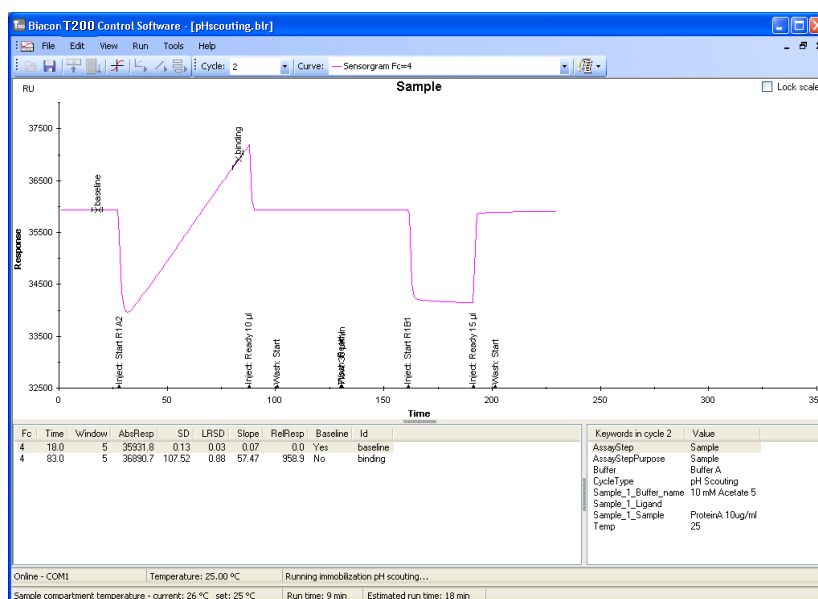 Biacon T200 Control Software - [pHscouting.blr]
File Edit View Run Tools Help
Cycle: 2 Curve: Sensorgram Fc=4
Sample
RU
Lock scale
37500
36500
35500
34500
33500
32500
Response
baseline
binding
Inject: Start R1A2
Inject: Ready 10 µl
Wash: Start
Inject: Start R1B1
Inject: Ready 15 µl
Wash: Start
0 50 100 150 200 250 300 35
Time
Fc Time Window AbsResp SD LRSD Slope RelResp Baseline Id
4 18.0 5 35931.8 0.13 0.03 0.07 0.0 Yes baseline
4 83.0 5 36890.7 107.52 0.88 57.47 958.9 No binding
Keywords in cycle 2 Value
AssayStep Sample
AssayStepPurpose Sample
Buffer Buffer A
CycleType pH Scouting
Sample_1_Buffer_name 10 mM Acetate 5
Sample_1_Ligand
Sample_1_Sample ProteinA 10ug/ml
Temp 25
Online - COM1 Temperature: 25.00 ºC Running immobilization pH scouting...
Sample compartment temperature - current: 26 ºC set: 25 ºC Run time: 9 min Estimated run time: 18 min